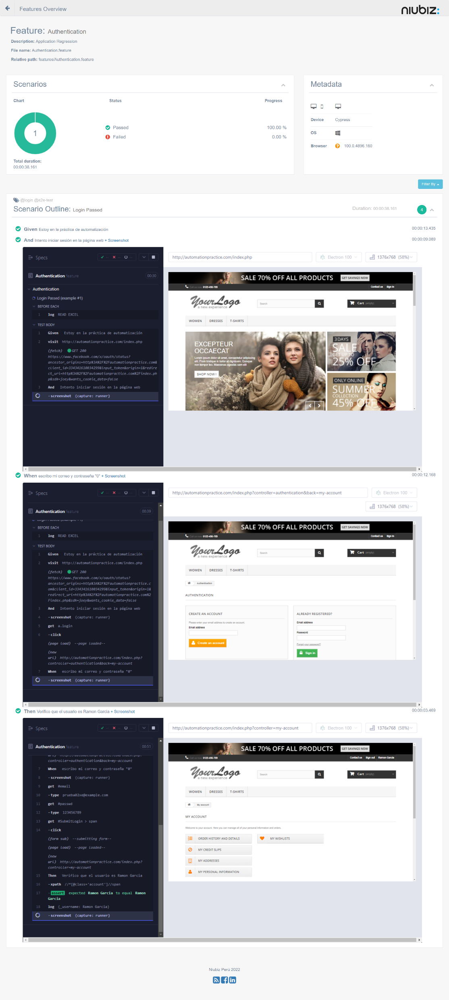 Features Overview
niubiz:
Feature: Authentication
Description: Application Regression
File name: Authentication.feature
Relative path: features/Authentication.feature
Scenarios
Chart Status Progress
1
Passed 100.00 %
Failed 0.00 %
Total duration:
00:00:38.161
Metadata
Device Cypress
OS
Browser 100.0.4896.160
Filter By
@login @e2e-test
Scenario Outline: Login Passed
Duration: 00:00:38.161
4
Given Estoy en la práctica de automatización 00:00:13.435
And Intento iniciar sesión en la página web + Screenshot 00:00:09.089
Specs
-- -- --
Authentication feature 00:30
Authentication
Login Passed (example #1)
BEFORE EACH
1 log READ EXCEL
TEST BODY
1 Given Estoy en la práctica de automatización
2 visit http://automationpractice.com/index.php
(fetch) GET 200
https://www.facebook.com/x/oauth/status?
ancestor_origins=http%3A%2F%2Fautomationpractice.com&
client_id=334341610034299&input_token&origin=1&redire
ct_uri=http%3A%2F%2Fautomationpractice.com%2Findex.ph
p&sdk=joey&wants_cookie_data=false
3 And Intento iniciar sesión en la página web
-screenshot {capture: runner}
http://automationpractice.com/index.php
Electron 100
1376x768 (58%)
SALE 70% OFF ALL PRODUCTS GET SAVINGS NOW
Call us now: 0123-456-789 Contact us Sign in
Your Logo
a new experience
Search
Cart (empty)
WOMEN DRESSES T-SHIRTS
EXCEPTEUR
OCCAECAT
Lorem ipsum dolor sit amet, consectetur adipiscing
elit. Proin tristique in tortor et dignissim. Quisque
non tempor leo. Maecenas egestas sem elit
SHOP NOW !
3 DAYS
SALE
GET UP TO
25% OFF
ONLY ONLINE
SUMMER
COLLECTION
45% OFF
When escribo mi correo y contraseña "0" + Screenshot 00:00:12.168
Specs
-- -- --
Authentication feature 00:39
Login Passed (example #1)
BEFORE EACH
1 log READ EXCEL
TEST BODY
1 Given Estoy en la práctica de automatización
2 visit http://automationpractice.com/index.php
(fetch) GET 200
https://www.facebook.com/x/oauth/status?
ancestor_origins=http%3A%2F%2Fautomationpractice.c
om&client_id=334341610034299&input_token&origin=1&
redirect_uri=http%3A%2F%2Fautomationpractice.com%2
Findex.php&sdk=joey&wants_cookie_data=false
3 And Intento iniciar sesión en la página web
4 -screenshot {capture: runner}
5 get a.login
6 -click
(page load) --page loaded--
(new
url) http://automationpractice.com/index.php?
controller=authentication&back=my-account
7 When escribo mi correo y contraseña "0"
-screenshot {capture: runner}
http://automationpractice.com/index.php?controller=authentication&back=my-account
Electron 100
1376x768 (58%)
SALE 70% OFF ALL PRODUCTS GET SAVINGS NOW
Call us now: 0123-456-789 Contact us Sign in
Your Logo
a new experience
Search
Cart (empty)
WOMEN DRESSES T-SHIRTS
Authentication
AUTHENTICATION
CREATE AN ACCOUNT
Please enter your email address to create an account.
Email address
Create an account
ALREADY REGISTERED?
Email address
Password
Forgot your password?
Sign in
Then Verifico que el usuario es Ramon Garcia + Screenshot 00:00:03.469
Specs
-- -- --
Authentication feature 00:51
url) http://automationpractice.com/index.php?
controller=authentication&back=my-account
7 When escribo mi correo y contraseña "0"
8 -screenshot {capture: runner}
9 get #email
10 -type prueba02xe@example.com
11 get #passwd
12 -type 123456789
13 get #SubmitLogin > span
14 -click
(form sub) --submitting form--
(page load) --page loaded--
(new
url) http://automationpractice.com/index.php?
controller=my-account
15 Then Verifico que el usuario es Ramon Garcia
16 -xpath //*[@class='account']//span
17 -assert expected Ramon Garcia to equal Ramon
Garcia
18 log {_username: Ramon Garcia}
-screenshot {capture: runner}
http://automationpractice.com/index.php?controller=my-account
Electron 100
1376x768 (58%)
SALE 70% OFF ALL PRODUCTS GET SAVINGS NOW
Call us now: 0123-456-789 Contact us Sign out Ramon Garcia
Your Logo
a new experience
Search
Cart (empty)
WOMEN DRESSES T-SHIRTS
My account
MY ACCOUNT
Welcome to your account. Here you can manage all of your personal information and orders.
ORDER HISTORY AND DETAILS
MY WISHLISTS
MY CREDIT SLIPS
MY ADDRESSES
MY PERSONAL INFORMATION
Niubiz Perú 2022